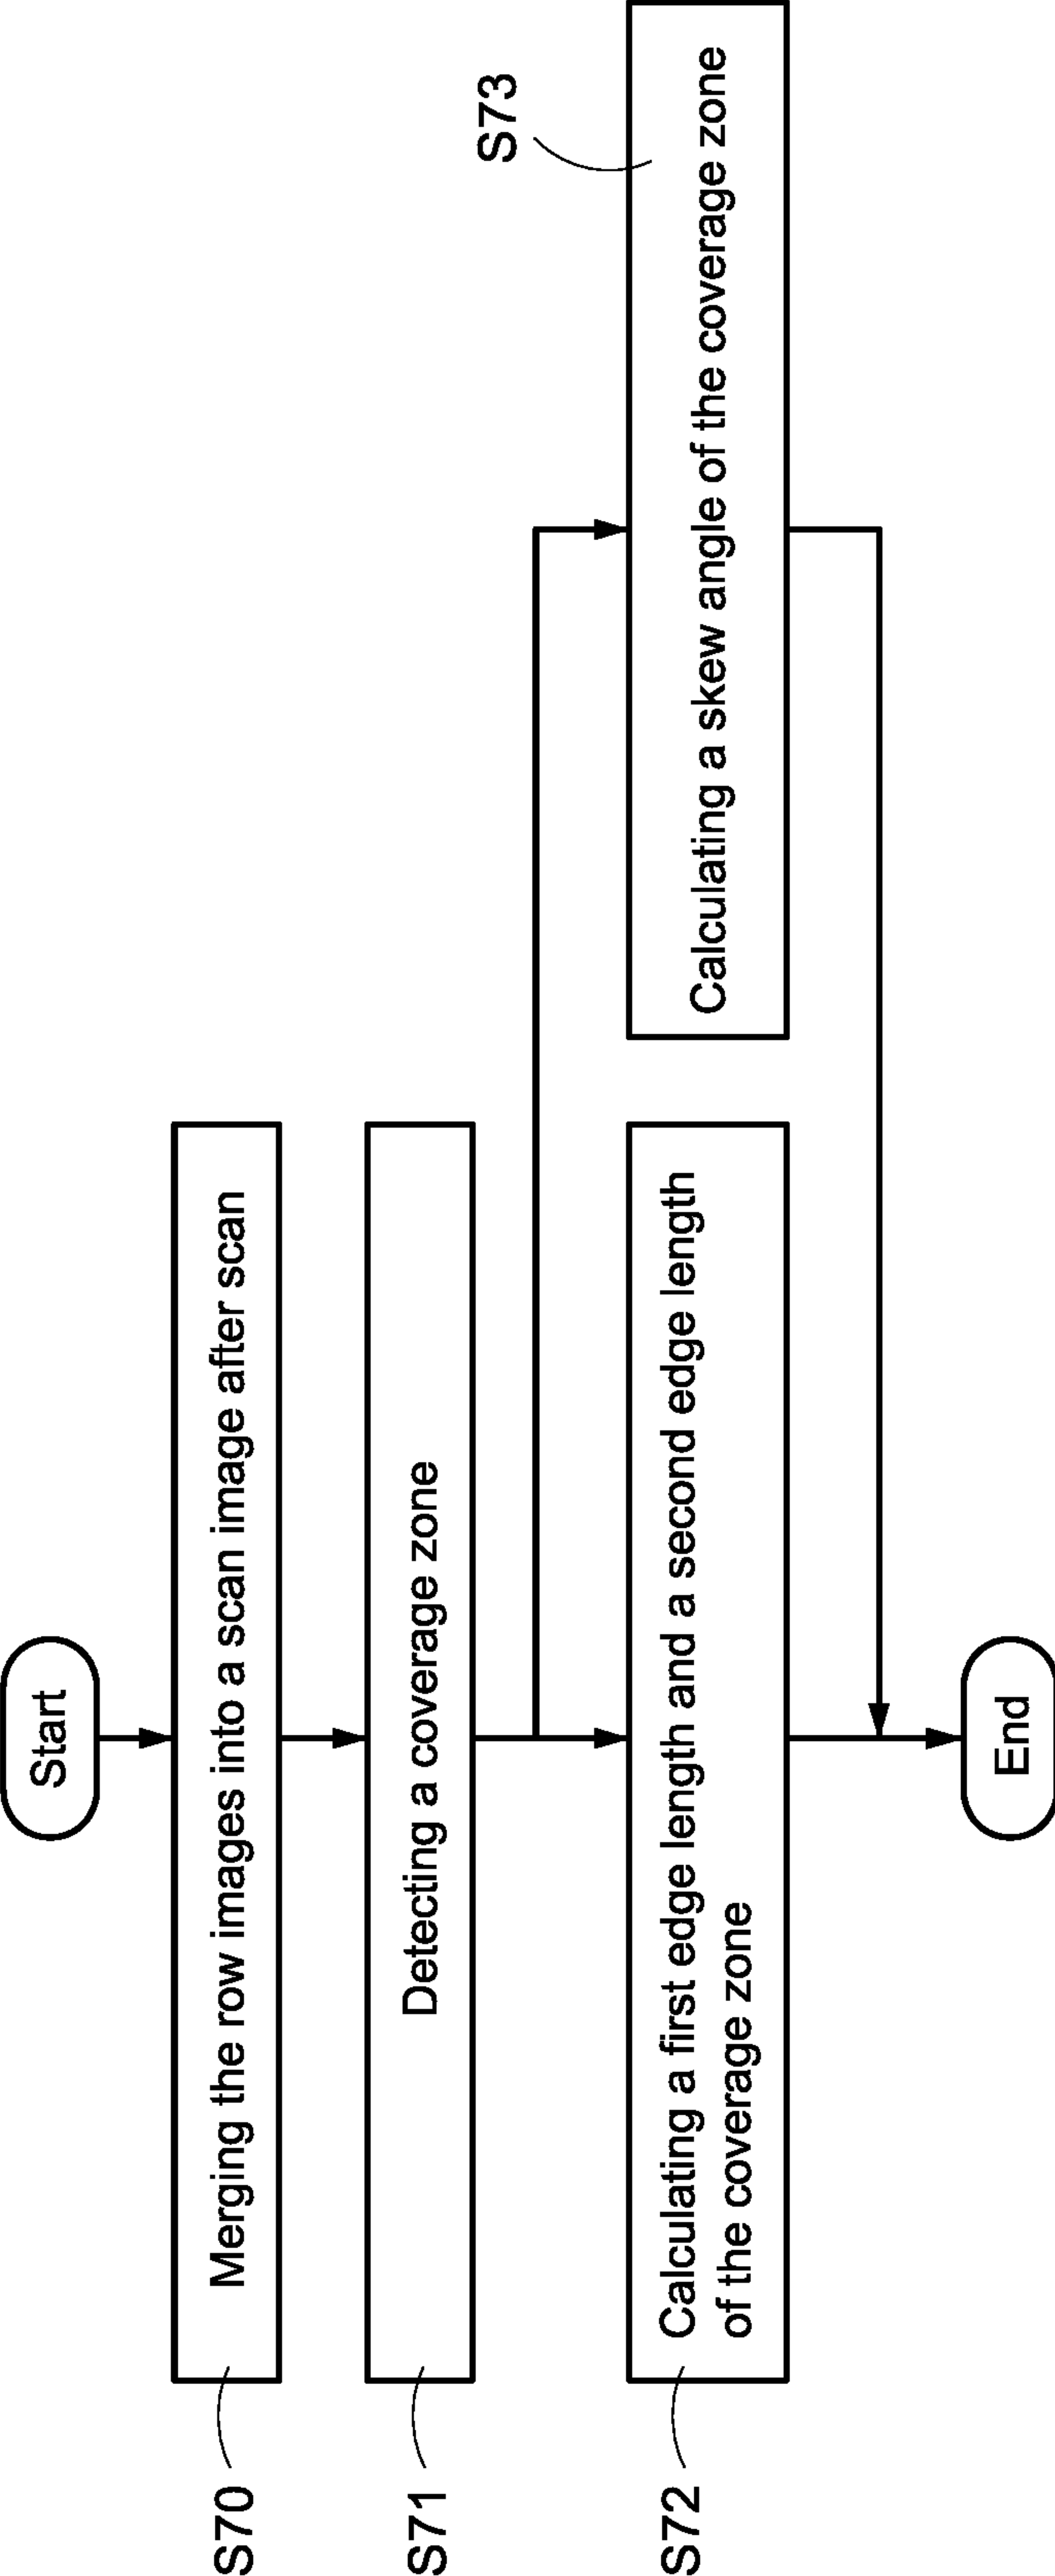 Start
S70
Merging the row images into a scan image after scan
S71
Detecting a coverage zone
S72
Calculating a first edge length and a second edge length
of the coverage zone
S73
Calculating a skew angle of the coverage zone
End